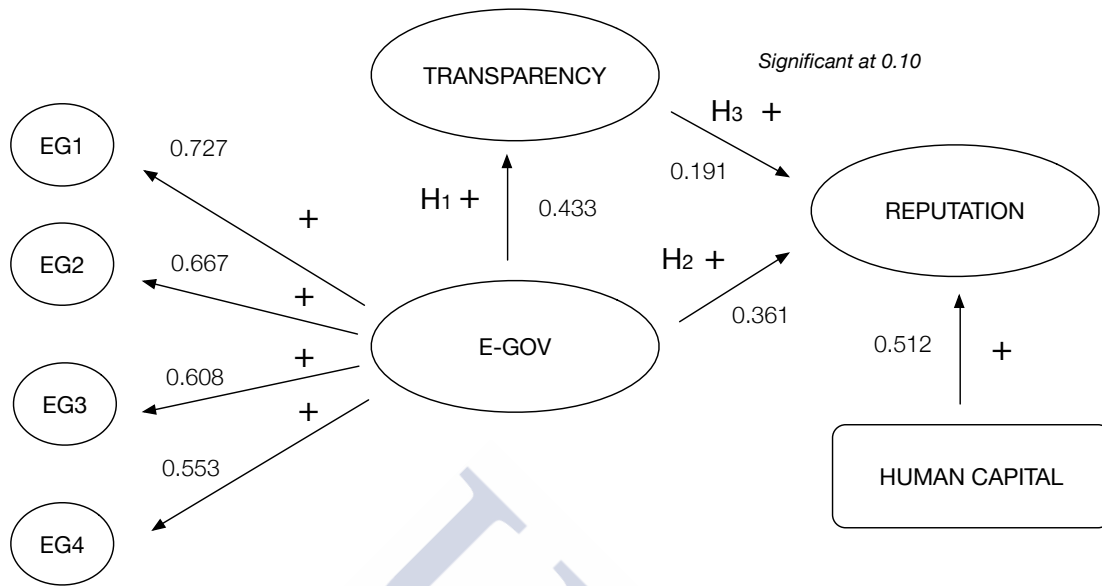 TRANSPARENCY
Significant at 0.10
H3 +
EG1
0.727
0.191
H1 +
0.433
+
REPUTATION
EG2
0.667
H2 +
+
0.361
E-GOV
0.512
+
+
0.608
EG3
+
0.553
HUMAN CAPITAL
EG4